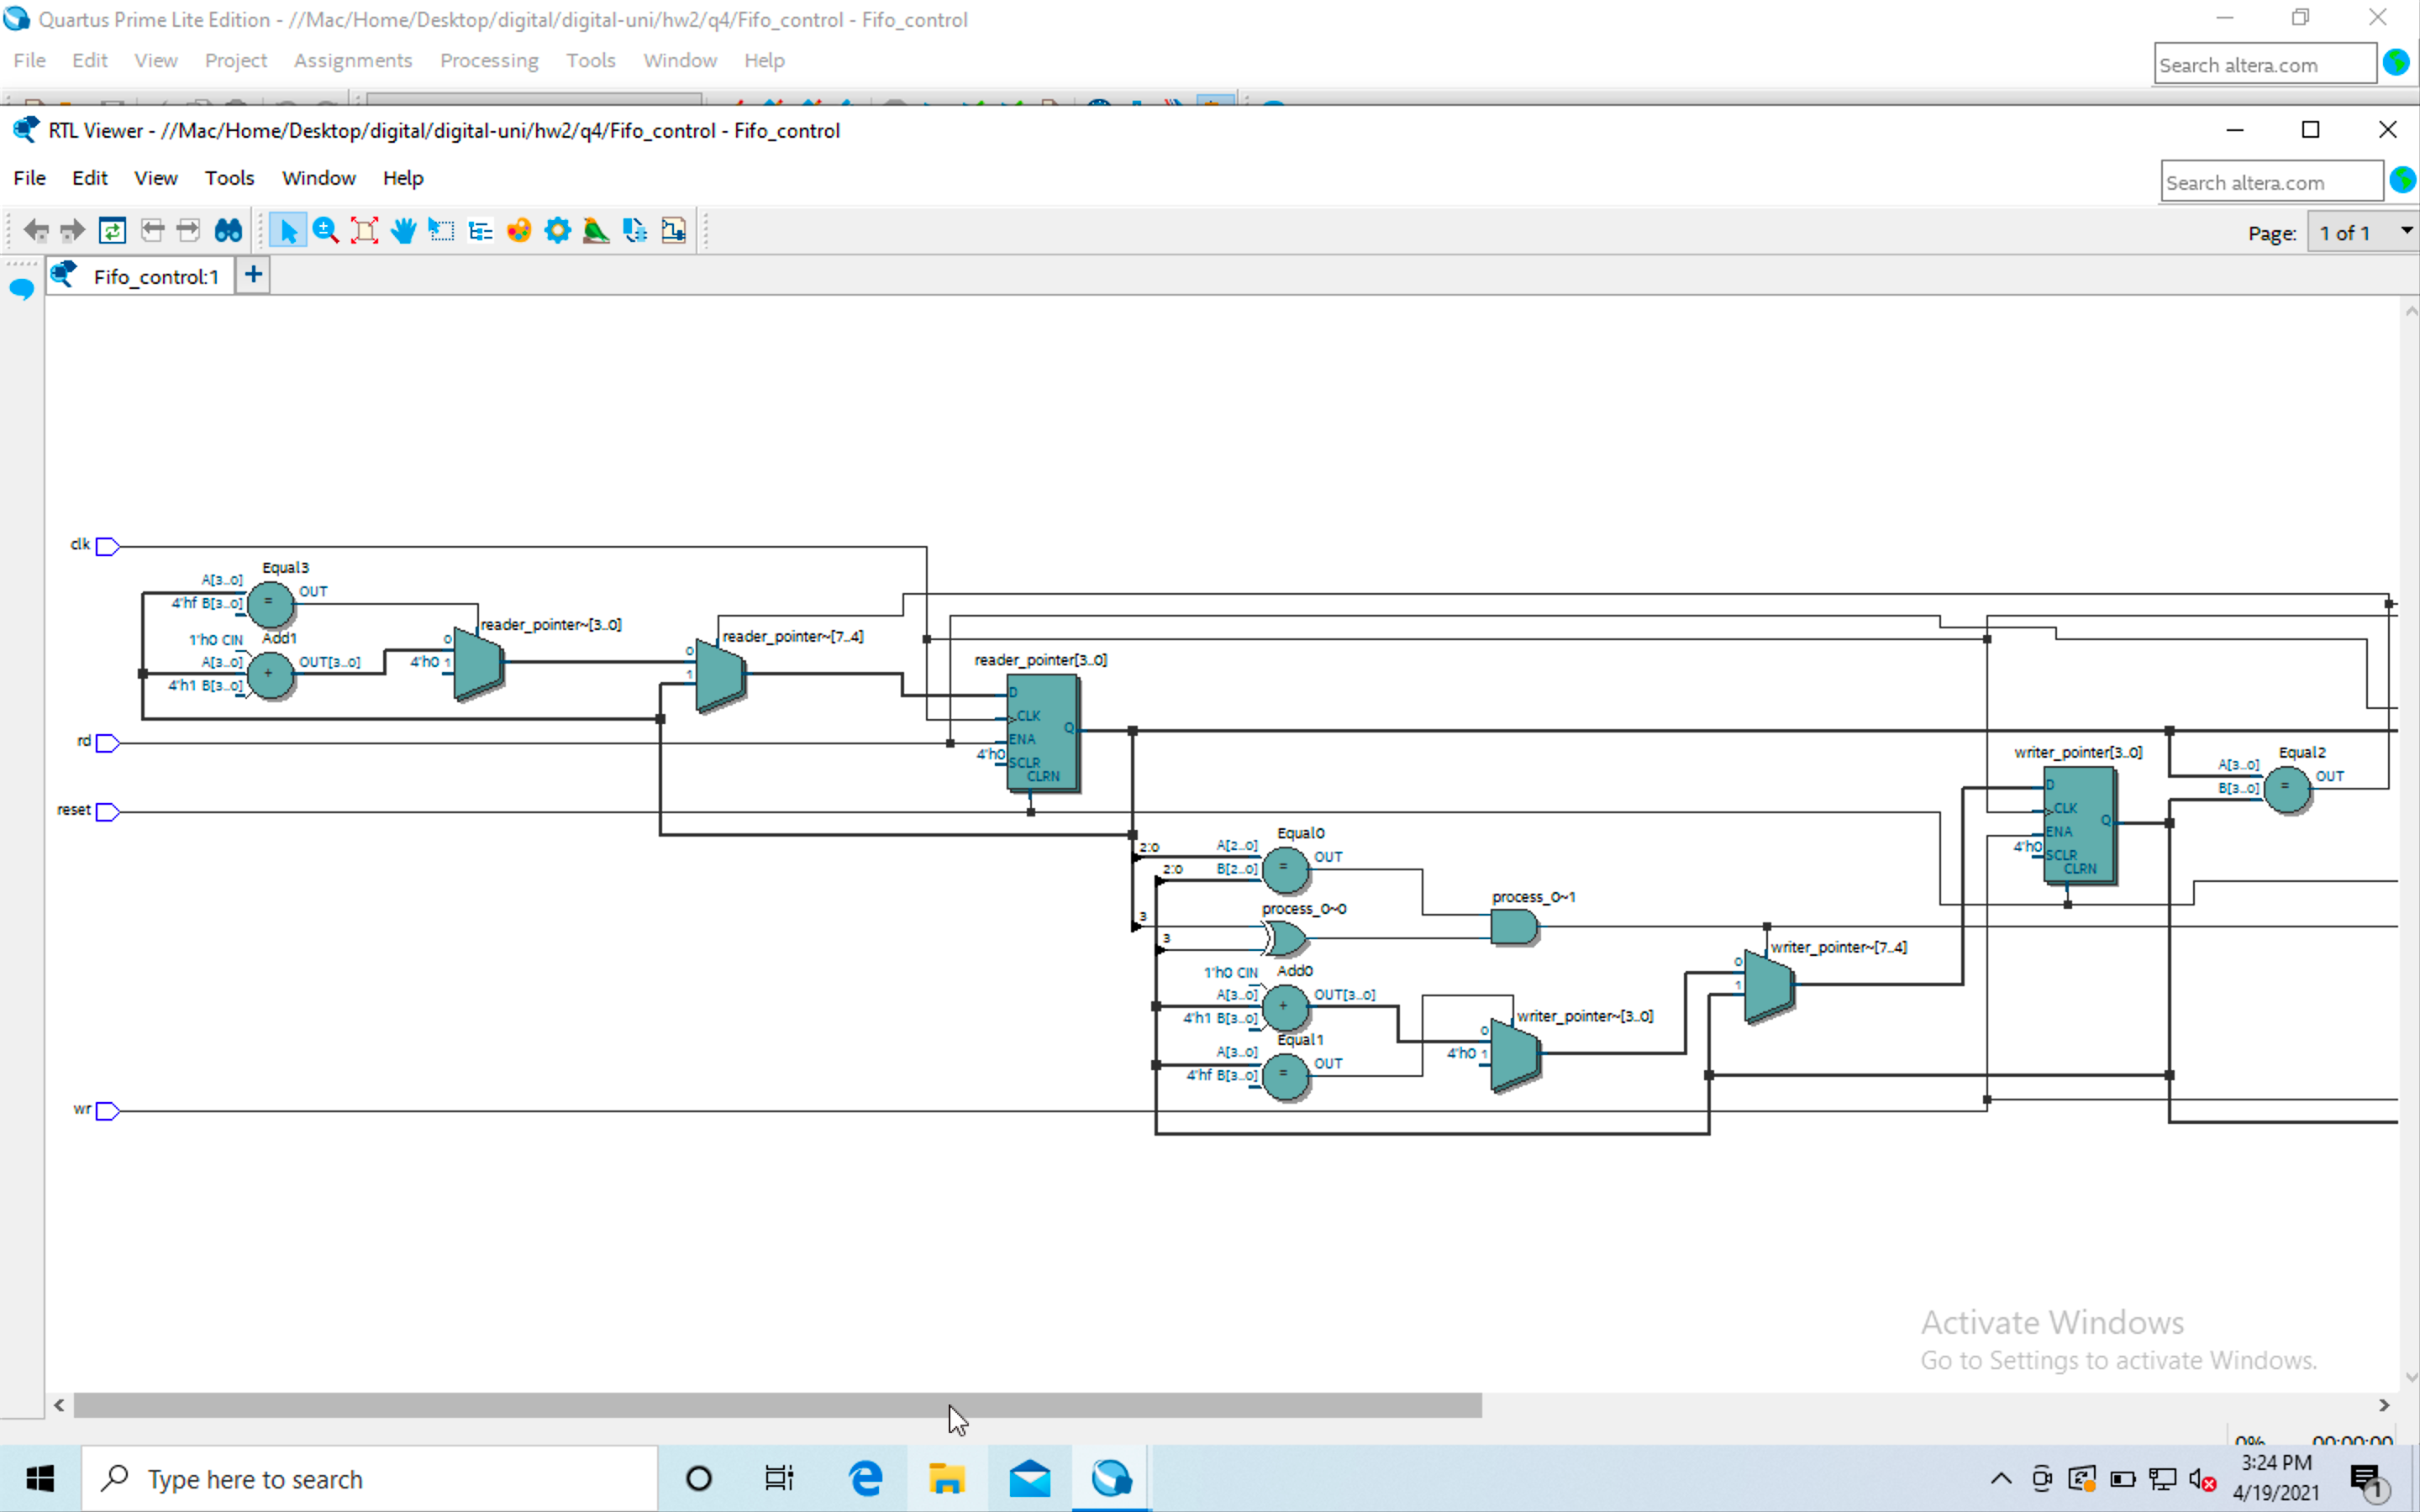 Quartus Prime Lite Edition - //Mac/Home/Desktop/digital/digital-uni/hw2/q4/Fifo_control - Fifo_control
File Edit View Project Assignments Processing Tools Window Help
Search altera.com
RTL Viewer - //Mac/Home/Desktop/digital/digital-uni/hw2/q4/Fifo_control - Fifo_control
File Edit View Tools Window Help
Search altera.com
Page: 1 of 1
Fifo_control:1
clk
Equal3
A[3..0]
OUT
4'hf B[3..0]
=
1'h0 CIN
Add1
A[3..0]
OUT[3..0]
4'h1 B[3..0]
+
reader_pointer~[3..0]
0
4'h0 1
reader_pointer~[7..4]
0
1
reader_pointer[3..0]
D
CLK
Q
ENA
4'h0
SCLR
CLRN
rd
reset
writer_pointer[3..0]
D
CLK
Q
ENA
4'h0
SCLR
CLRN
Equal2
A[3..0]
OUT
B[3..0]
=
Equal0
2:0
A[2..0]
OUT
2:0
B[2..0]
=
process_0~0
3
3
process_0~1
1'h0 CIN
Add0
A[3..0]
OUT[3..0]
4'h1 B[3..0]
+
Equal1
A[3..0]
OUT
4'hf B[3..0]
=
writer_pointer~[3..0]
0
4'h0 1
writer_pointer~[7..4]
0
1
wr
Activate Windows
Go to Settings to activate Windows.
0% 00:00:00
Type here to search
3:24 PM
4/19/2021
1